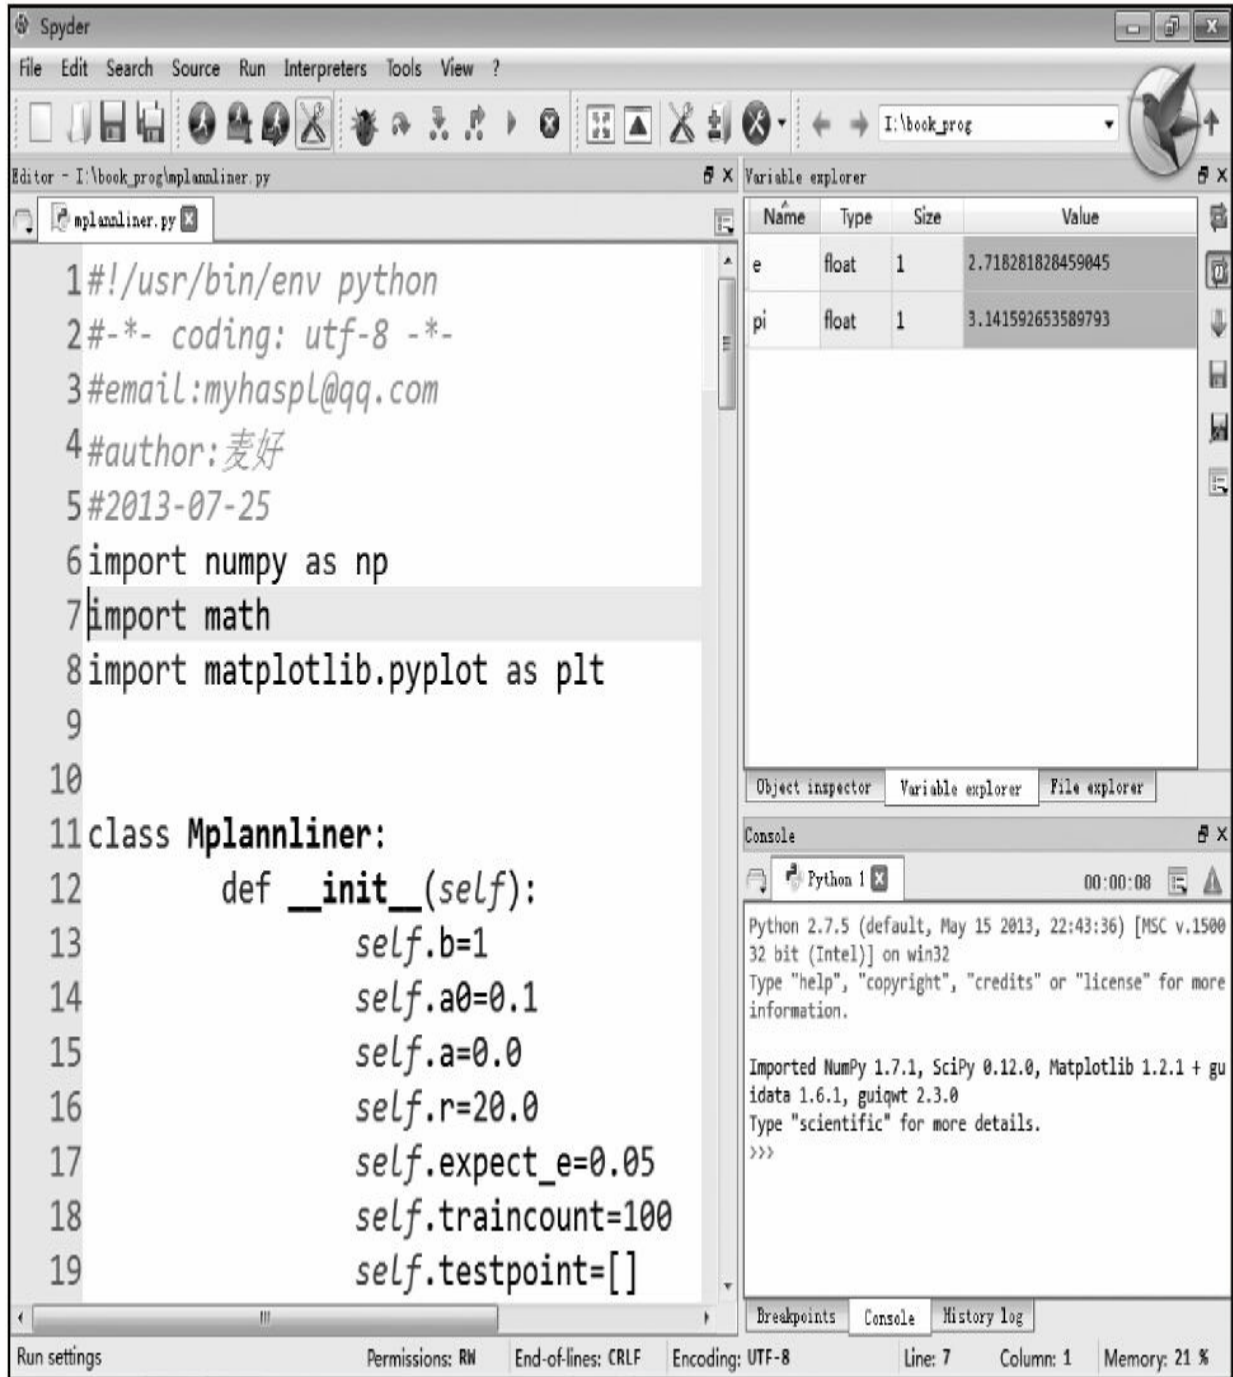 Spyder
File Edit Search Source Run Interpreters Tools View ?
I:\book_prog
Editor - I:\book_prog\mplannliner.py
mplannliner.py
1 #!/usr/bin/env python
2 #-*- coding: utf-8 -*-
3 #email:myhaspl@qq.com
4 #author:麦好
5 #2013-07-25
6 import numpy as np
7 import math
8 import matplotlib.pyplot as plt
9
10
11 class Mplannliner:
12 def __init__(self):
13 self.b=1
14 self.a0=0.1
15 self.a=0.0
16 self.r=20.0
17 self.expect_e=0.05
18 self.traincount=100
19 self.testpoint=[]
Variable explorer
Name Type Size Value
e float 1 2.718281828459045
pi float 1 3.141592653589793
Object inspector Variable explorer File explorer
Console
Python 1 00:00:08
Python 2.7.5 (default, May 15 2013, 22:43:36) [MSC v.1500
32 bit (Intel)] on win32
Type "help", "copyright", "credits" or "license" for more
information.
Imported NumPy 1.7.1, SciPy 0.12.0, Matplotlib 1.2.1 + gu
idata 1.6.1, guiqwt 2.3.0
Type "scientific" for more details.
>>>
Breakpoints Console History log
Run settings Permissions: RW End-of-lines: CRLF Encoding: UTF-8 Line: 7 Column: 1 Memory: 21 %